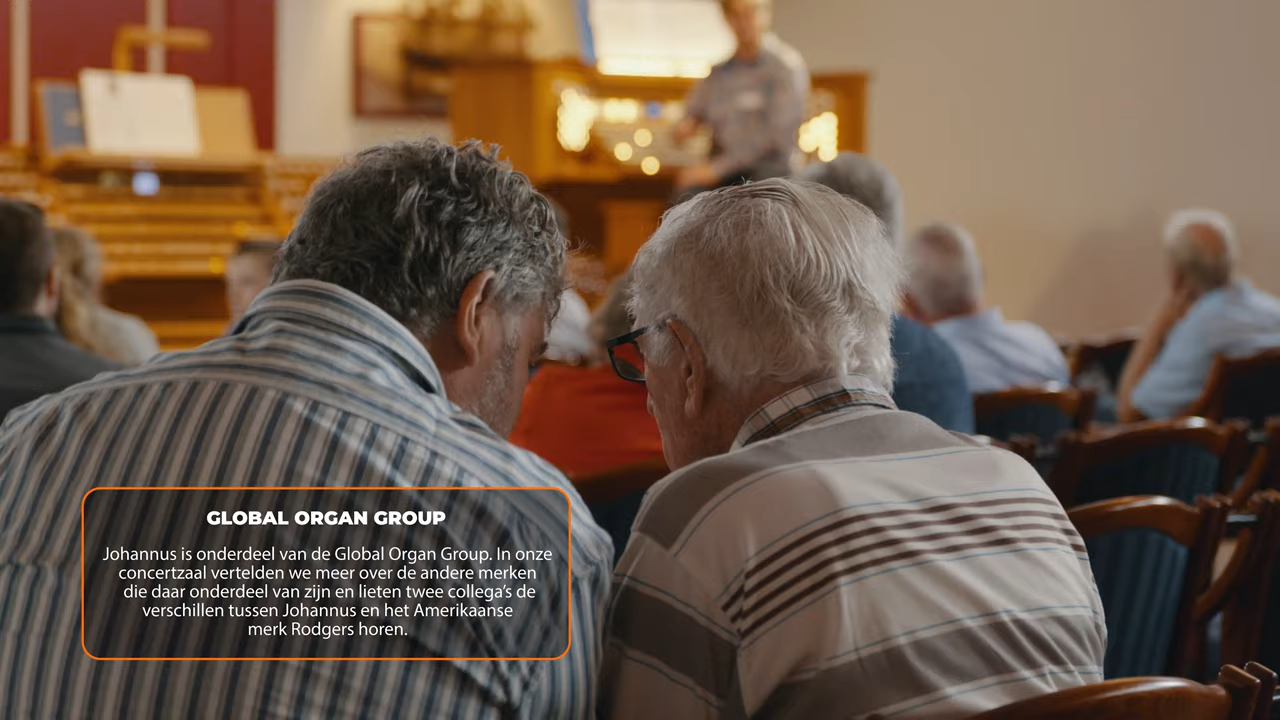 GLOBAL ORGAN GROUP
Johannus is onderdeel van de Global Organ Group. In onze
concertzaal vertelden we meer over de andere merken
die daar onderdeel van zijn en lieten twee collega's de
verschillen tussen Johannus en het Amerikaanse
merk Rodgers horen.